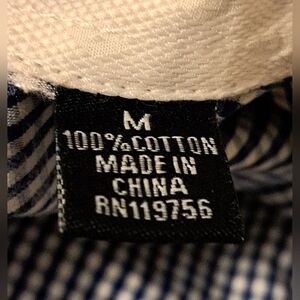 M
100% COTTON
MADE IN
CHINA
RN119756